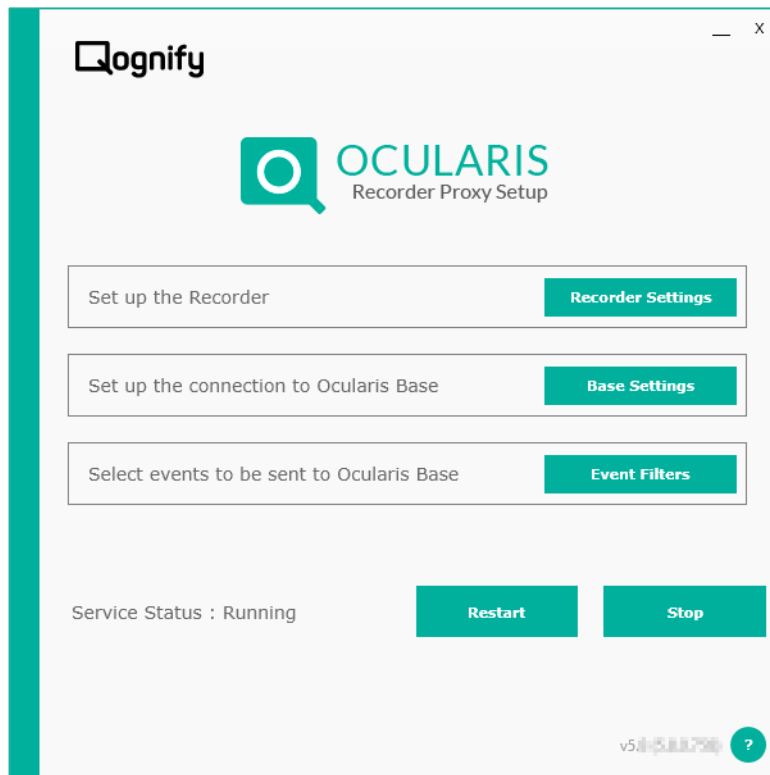 X
Qognify
OCULARIS
Recorder Proxy Setup
Set up the Recorder
Recorder Settings
Set up the connection to Ocularis Base
Base Settings
Select events to be sent to Ocularis Base
Event Filters
Service Status : Running
Restart
Stop
v5.
?